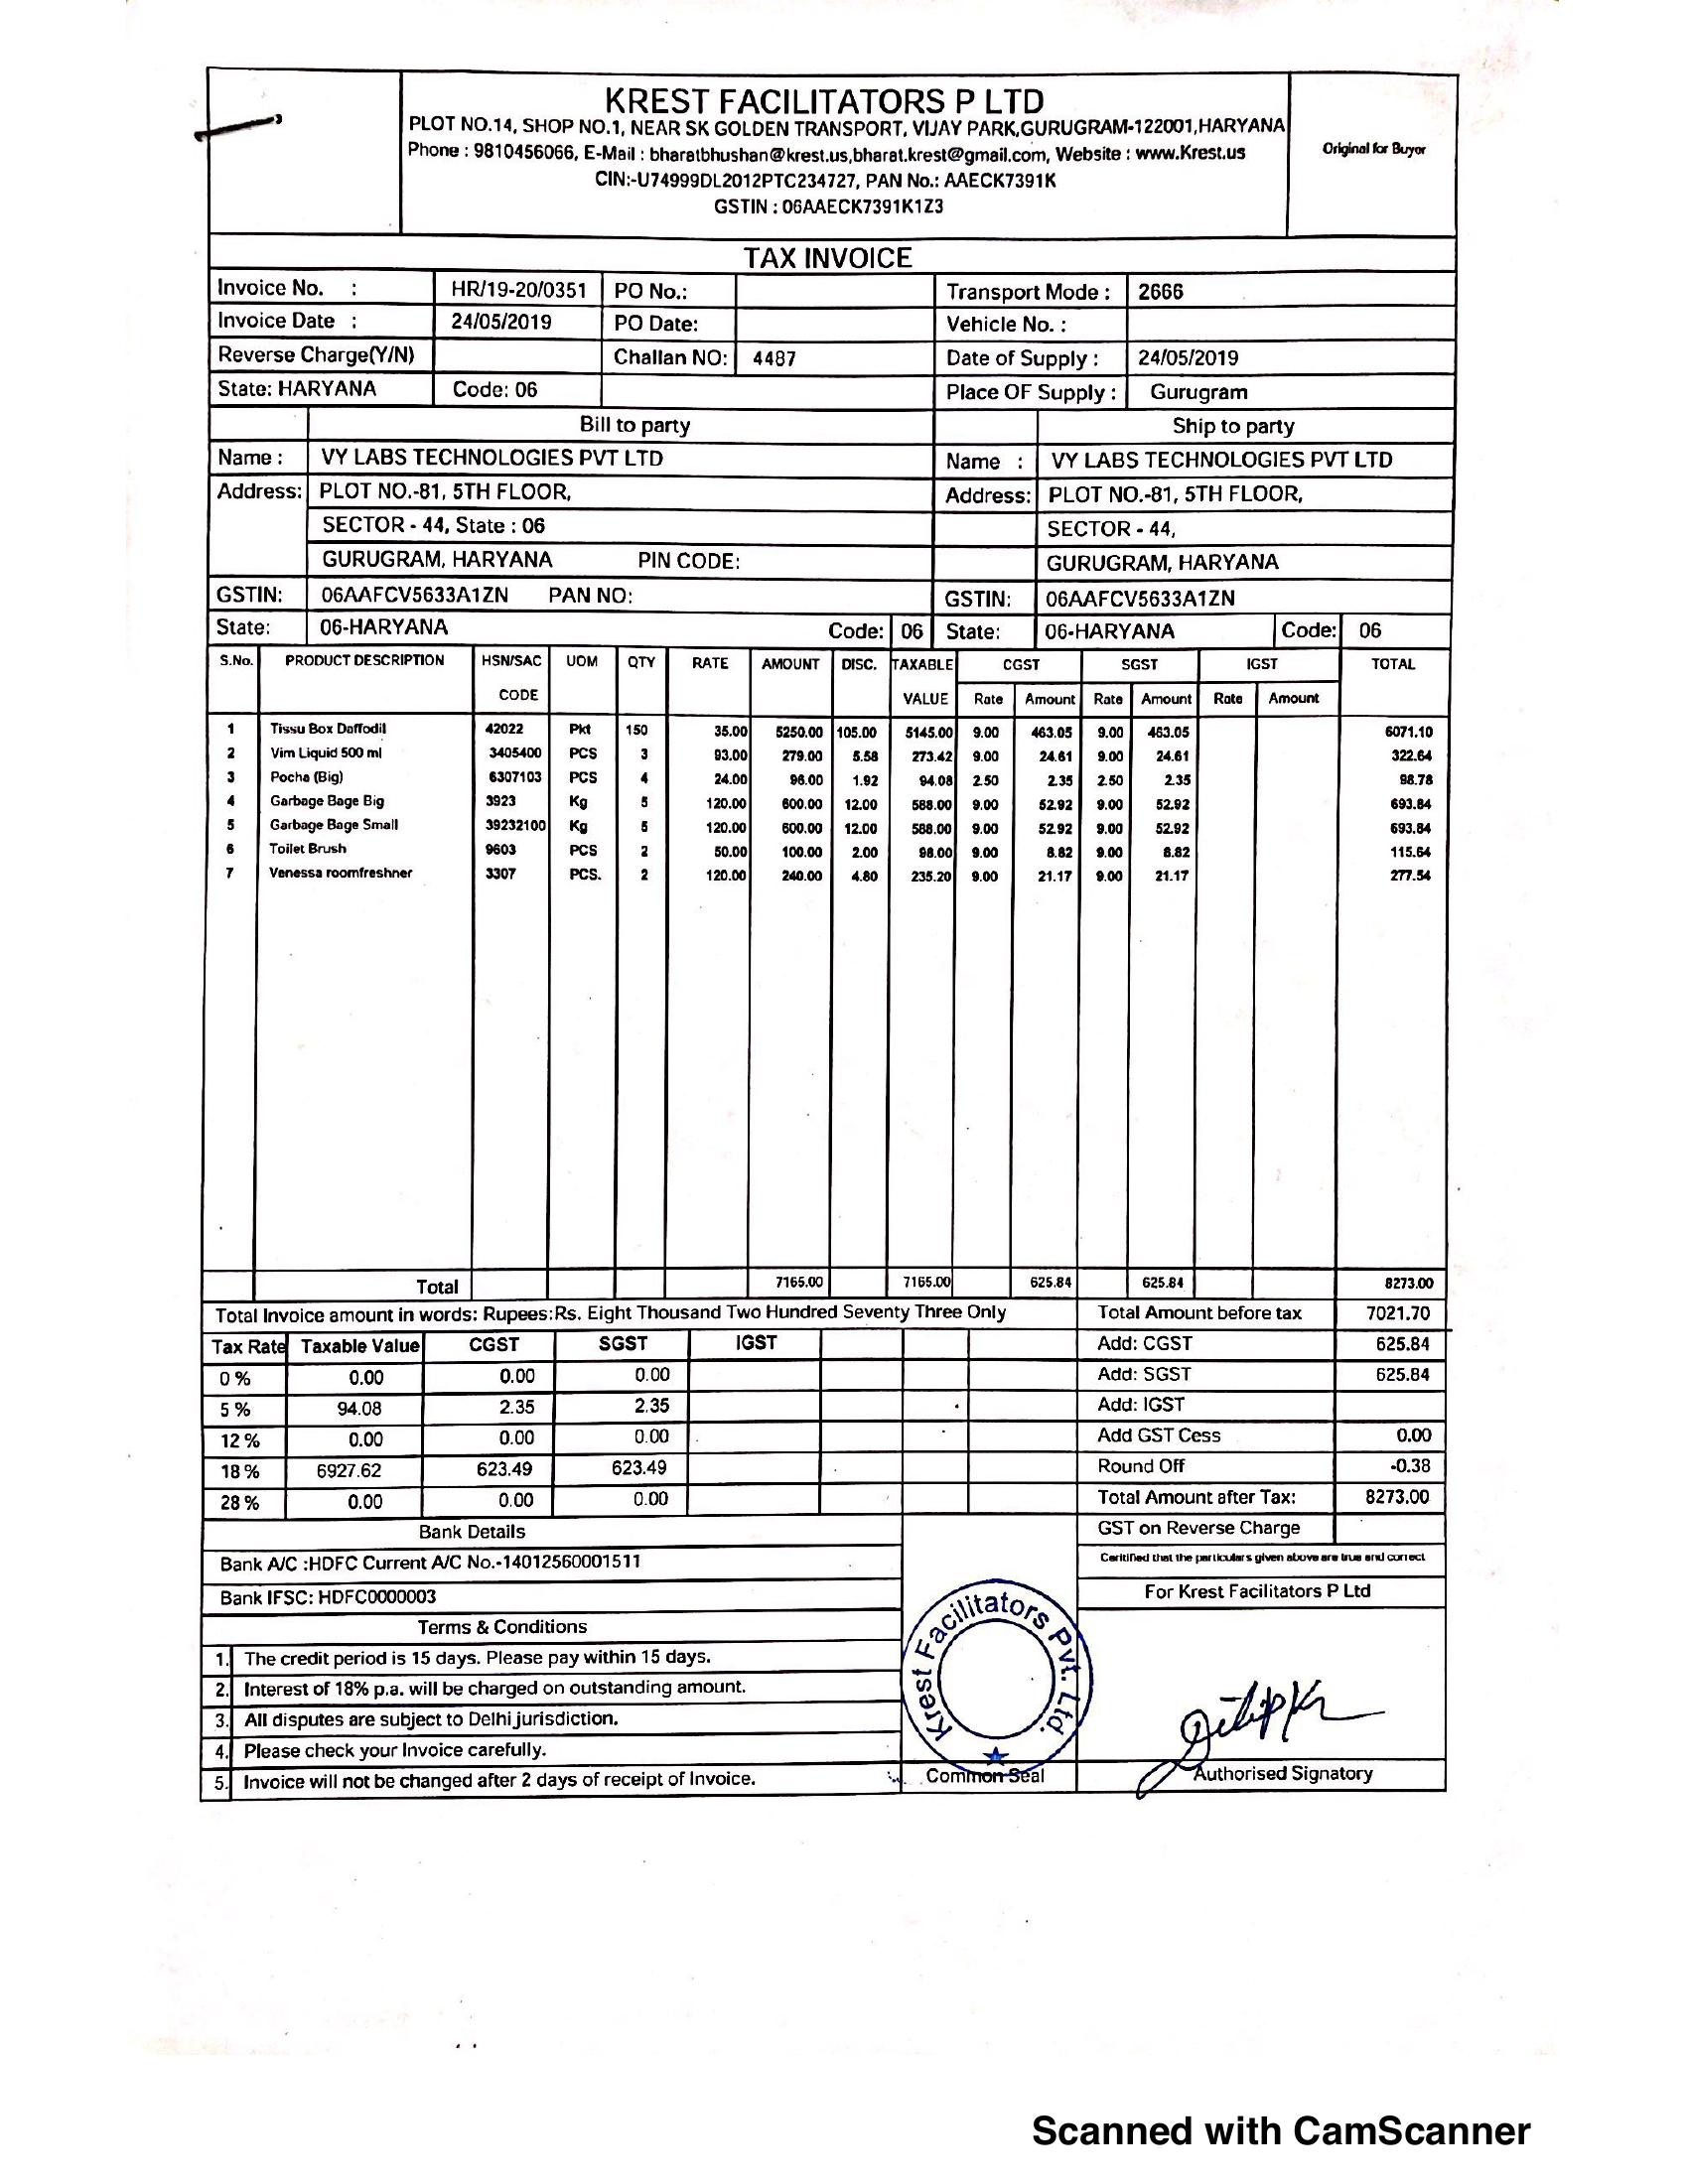 KREST FACILITATORS P LTD
PLOT NO.14, SHOP NO.1, NEAR SK GOLDEN TRANSPORT, VIJAY PARK,GURUGRAM-122001,HARYANA
Phone : 9810456066, E-Mail : bharatbhushan@krest.us,bharat.krest@gmail.com, Website : www.Krest.us
Original for Buyor
CIN:-U74999DL2012PTC234727, PAN No.: AAECK7391K
GSTIN : 06AAECK7391K1Z3
TAX INVOICE
Invoice No. : HR/19-20/0351 PO No.: Transport Mode : 2666
Invoice Date : 24/05/2019 PO Date: Vehicle No. :
Reverse Charge(Y/N) Challan NO: 4487 Date of Supply : 24/05/2019
State: HARYANA Code: 06 Place OF Supply : Gurugram
Bill to party Ship to party
Name : VY LABS TECHNOLOGIES PVT LTD Name : VY LABS TECHNOLOGIES PVT LTD
Address: PLOT NO.-81, 5TH FLOOR, Address: PLOT NO.-81, 5TH FLOOR,
SECTOR - 44, State : 06 SECTOR - 44,
GURUGRAM, HARYANA PIN CODE: GURUGRAM, HARYANA
GSTIN: 06AAFCV5633A1ZN PAN NO: GSTIN: 06AAFCV5633A1ZN
State: 06-HARYANA Code: 06 State: 06-HARYANA Code: 06
S.No. PRODUCT DESCRIPTION HSN/SAC UOM QTY RATE AMOUNT DISC. TAXABLE CGST SGST IGST TOTAL
CODE VALUE Rate Amount Rate Amount Rate Amount
1 Tissu Box Daffodil 42022 Pkt 150 35.00 5250.00 105.00 5145.00 9.00 463.05 9.00 463.05 6071.10
2 Vim Liquid 500 ml 3405400 PCS 3 93.00 279.00 5.58 273.42 9.00 24.61 9.00 24.61 322.64
3 Pocha (Big) 6307103 PCS 4 24.00 96.00 1.92 94.08 2.50 2.35 2.50 2.35 98.78
4 Garbage Bage Big 3923 Kg 5 120.00 600.00 12.00 588.00 9.00 52.92 9.00 52.92 693.84
5 Garbage Bage Small 39232100 Kg 5 120.00 600.00 12.00 588.00 9.00 52.92 9.00 52.92 693.84
6 Toilet Brush 9603 PCS 2 50.00 100.00 2.00 98.00 9.00 8.82 9.00 8.82 115.64
7 Venessa roomfreshner 3307 PCS. 2 120.00 240.00 4.80 235.20 9.00 21.17 9.00 21.17 277.54
Total 7165.00 7165.00 625.84 625.84 8273.00
Total Invoice amount in words: Rupees:Rs. Eight Thousand Two Hundred Seventy Three Only Total Amount before tax 7021.70
Tax Rate Taxable Value CGST SGST IGST Add: CGST 625.84
0 % 0.00 0.00 0.00 Add: SGST 625.84
5 % 94.08 2.35 2.35 Add: IGST
12 % 0.00 0.00 0.00 Add GST Cess 0.00
18 % 6927.62 623.49 623.49 Round Off -0.38
28 % 0.00 0.00 0.00 Total Amount after Tax: 8273.00
Bank Details GST on Reverse Charge
Bank A/C :HDFC Current A/C No.-14012560001511 Ceritified that the particulars given above are true and correct
Bank IFSC: HDFC0000003 For Krest Facilitators P Ltd
Terms & Conditions
1. The credit period is 15 days. Please pay within 15 days.
2. Interest of 18% p.a. will be charged on outstanding amount.
3. All disputes are subject to Delhi jurisdiction.
4. Please check your Invoice carefully.
5. Invoice will not be changed after 2 days of receipt of Invoice.
Krest Facilitators Pvt. Ltd.
Common Seal Authorised Signatory
Scanned with CamScanner